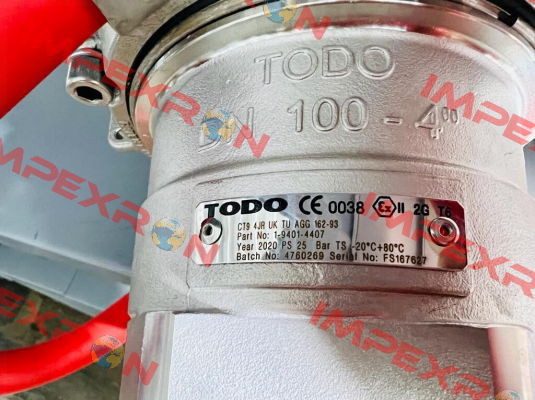 TODO
DN 100 - 4"
TODO CE 0038 Ex II 2G T6
CT9 4JR UK TU AGG 162-93
Part No: 1-9401-4407
Year 2020 PS 25 Bar TS -20°C+80°C
Batch No: 4760269 Serial No: FS167627
IMPEXRON
IMPEXRON
IMPEXRON
IMPEXRON
IMPEXRON
IMPEXRON